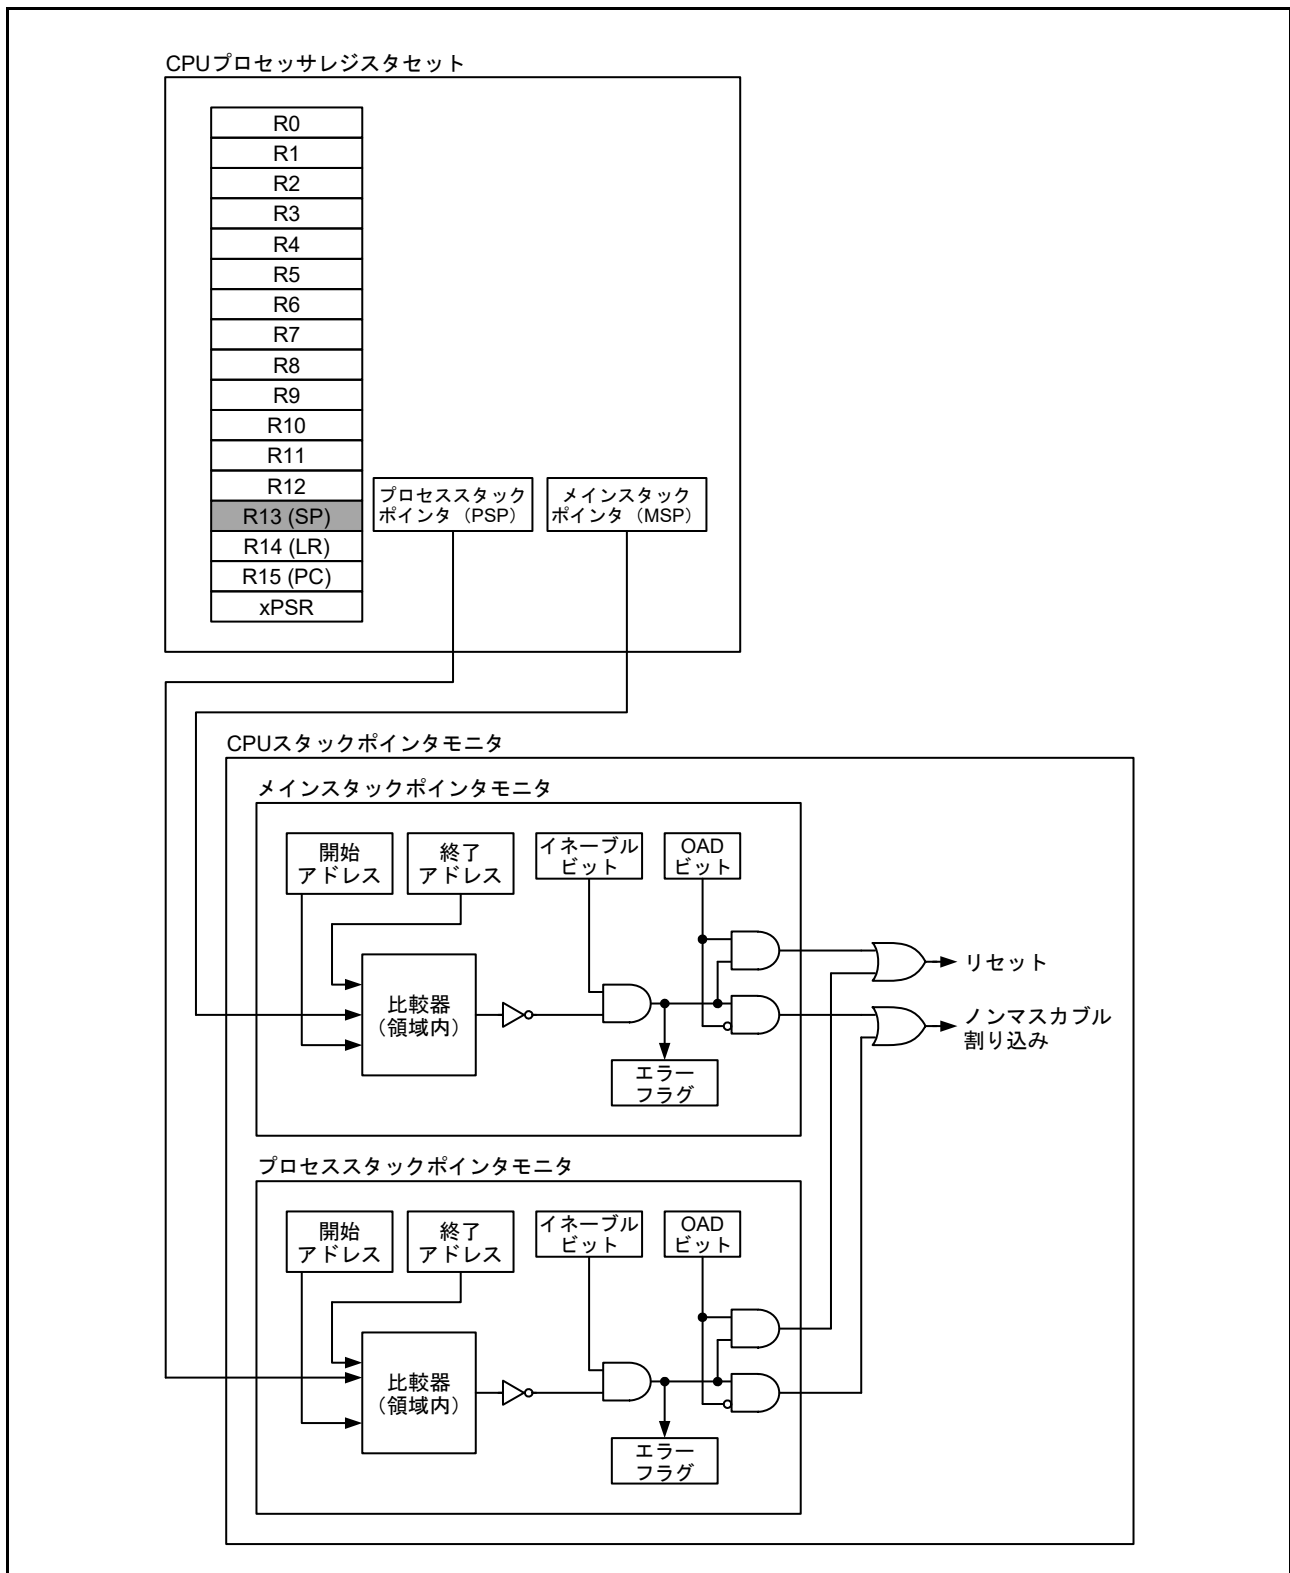 CPUプロセッサレジスタセット
R0
R1
R2
R3
R4
R5
R6
R7
R8
R9
R10
R11
R12
R13 (SP)
R14 (LR)
R15 (PC)
xPSR
プロセススタック
ポインタ（PSP）
メインスタック
ポインタ（MSP）
CPUスタックポインタモニタ
メインスタックポインタモニタ
開始
アドレス
終了
アドレス
イネーブル
ビット
OAD
ビット
比較器
（領域内）
エラー
フラグ
リセット
ノンマスカブル
割り込み
プロセススタックポインタモニタ
開始
アドレス
終了
アドレス
イネーブル
ビット
OAD
ビット
比較器
（領域内）
エラー
フラグ